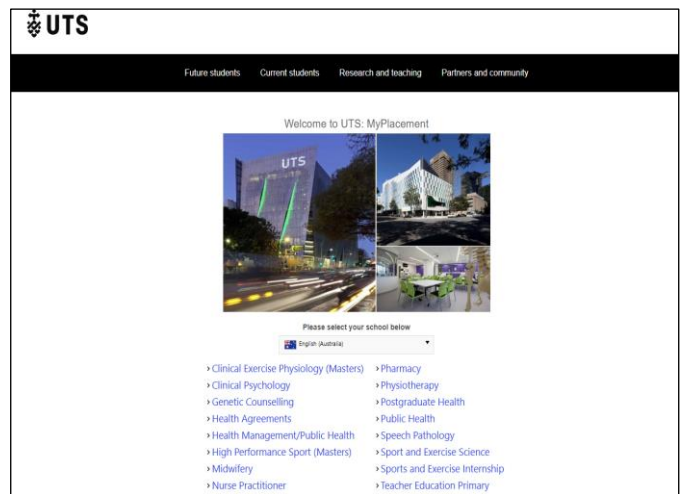 UTS
Future students Current students Research and teaching Partners and community
Welcome to UTS: MyPlacement
UTS
Please select your school below
English (Australia)
› Clinical Exercise Physiology (Masters)
› Clinical Psychology
› Genetic Counselling
› Health Agreements
› Health Management/Public Health
› High Performance Sport (Masters)
› Midwifery
› Nurse Practitioner
› Pharmacy
› Physiotherapy
› Postgraduate Health
› Public Health
› Speech Pathology
› Sport and Exercise Science
› Sports and Exercise Internship
› Teacher Education Primary